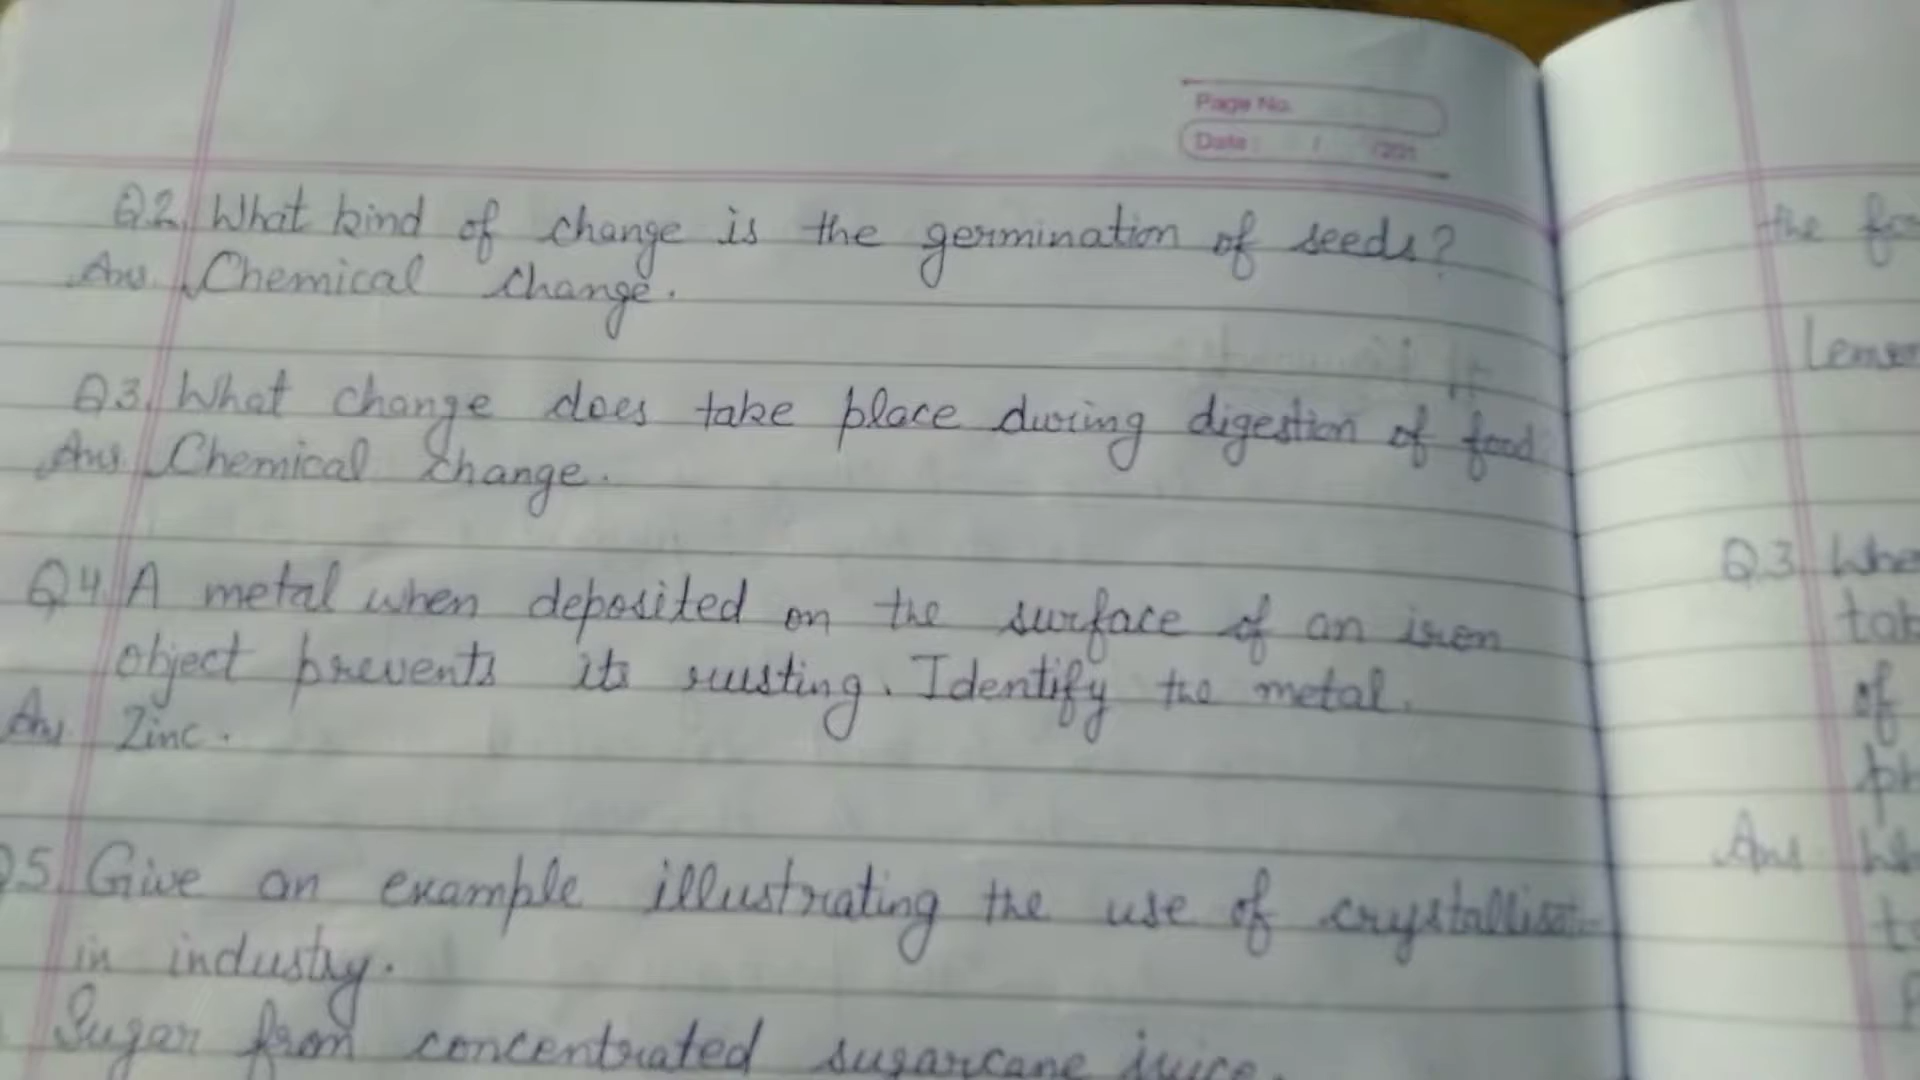 Page No.
Date / /201
Q2. What kind of change is the germination of seeds?
Ans. Chemical change.
Q3. What change does take place during digestion of food
Ans Chemical change.
Q4. A metal when deposited on the surface of an iron
object prevents its rusting. Identify the metal.
Ans Zinc.
Q5. Give an example illustrating the use of
in industry.
Sugar from concentrated sugarcane juice.
the
Q.3
of
Ans